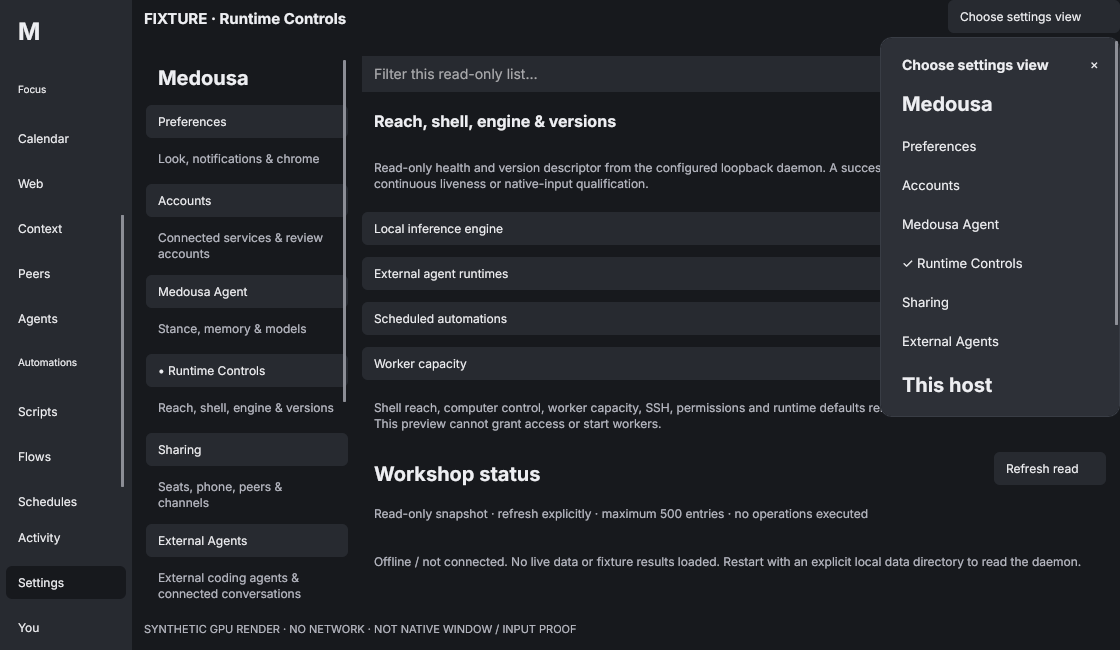 M
Focus
Calendar
Web
Context
Peers
Agents
Automations
Scripts
Flows
Schedules
Activity
Settings
You
FIXTURE · Runtime Controls
Medousa
Preferences
Look, notifications & chrome
Accounts
Connected services & review
accounts
Medousa Agent
Stance, memory & models
• Runtime Controls
Reach, shell, engine & versions
Sharing
Seats, phone, peers &
channels
External Agents
External coding agents &
connected conversations
Filter this read-only list...
Reach, shell, engine & versions
Read-only health and version descriptor from the configured loopback daemon. A
continuous liveness or native-input qualification.
Local inference engine
External agent runtimes
Scheduled automations
Worker capacity
Shell reach, computer control, worker capacity, SSH, permissions and runtime defaults
This preview cannot grant access or start workers.
Workshop status
Refresh read
Read-only snapshot · refresh explicitly · maximum 500 entries · no operations executed
Offline / not connected. No live data or fixture results loaded. Restart with an explicit local data directory to read the daemon.
Choose settings view
Choose settings view ×
Medousa
Preferences
Accounts
Medousa Agent
✓ Runtime Controls
Sharing
External Agents
This host
SYNTHETIC GPU RENDER · NO NETWORK · NOT NATIVE WINDOW / INPUT PROOF